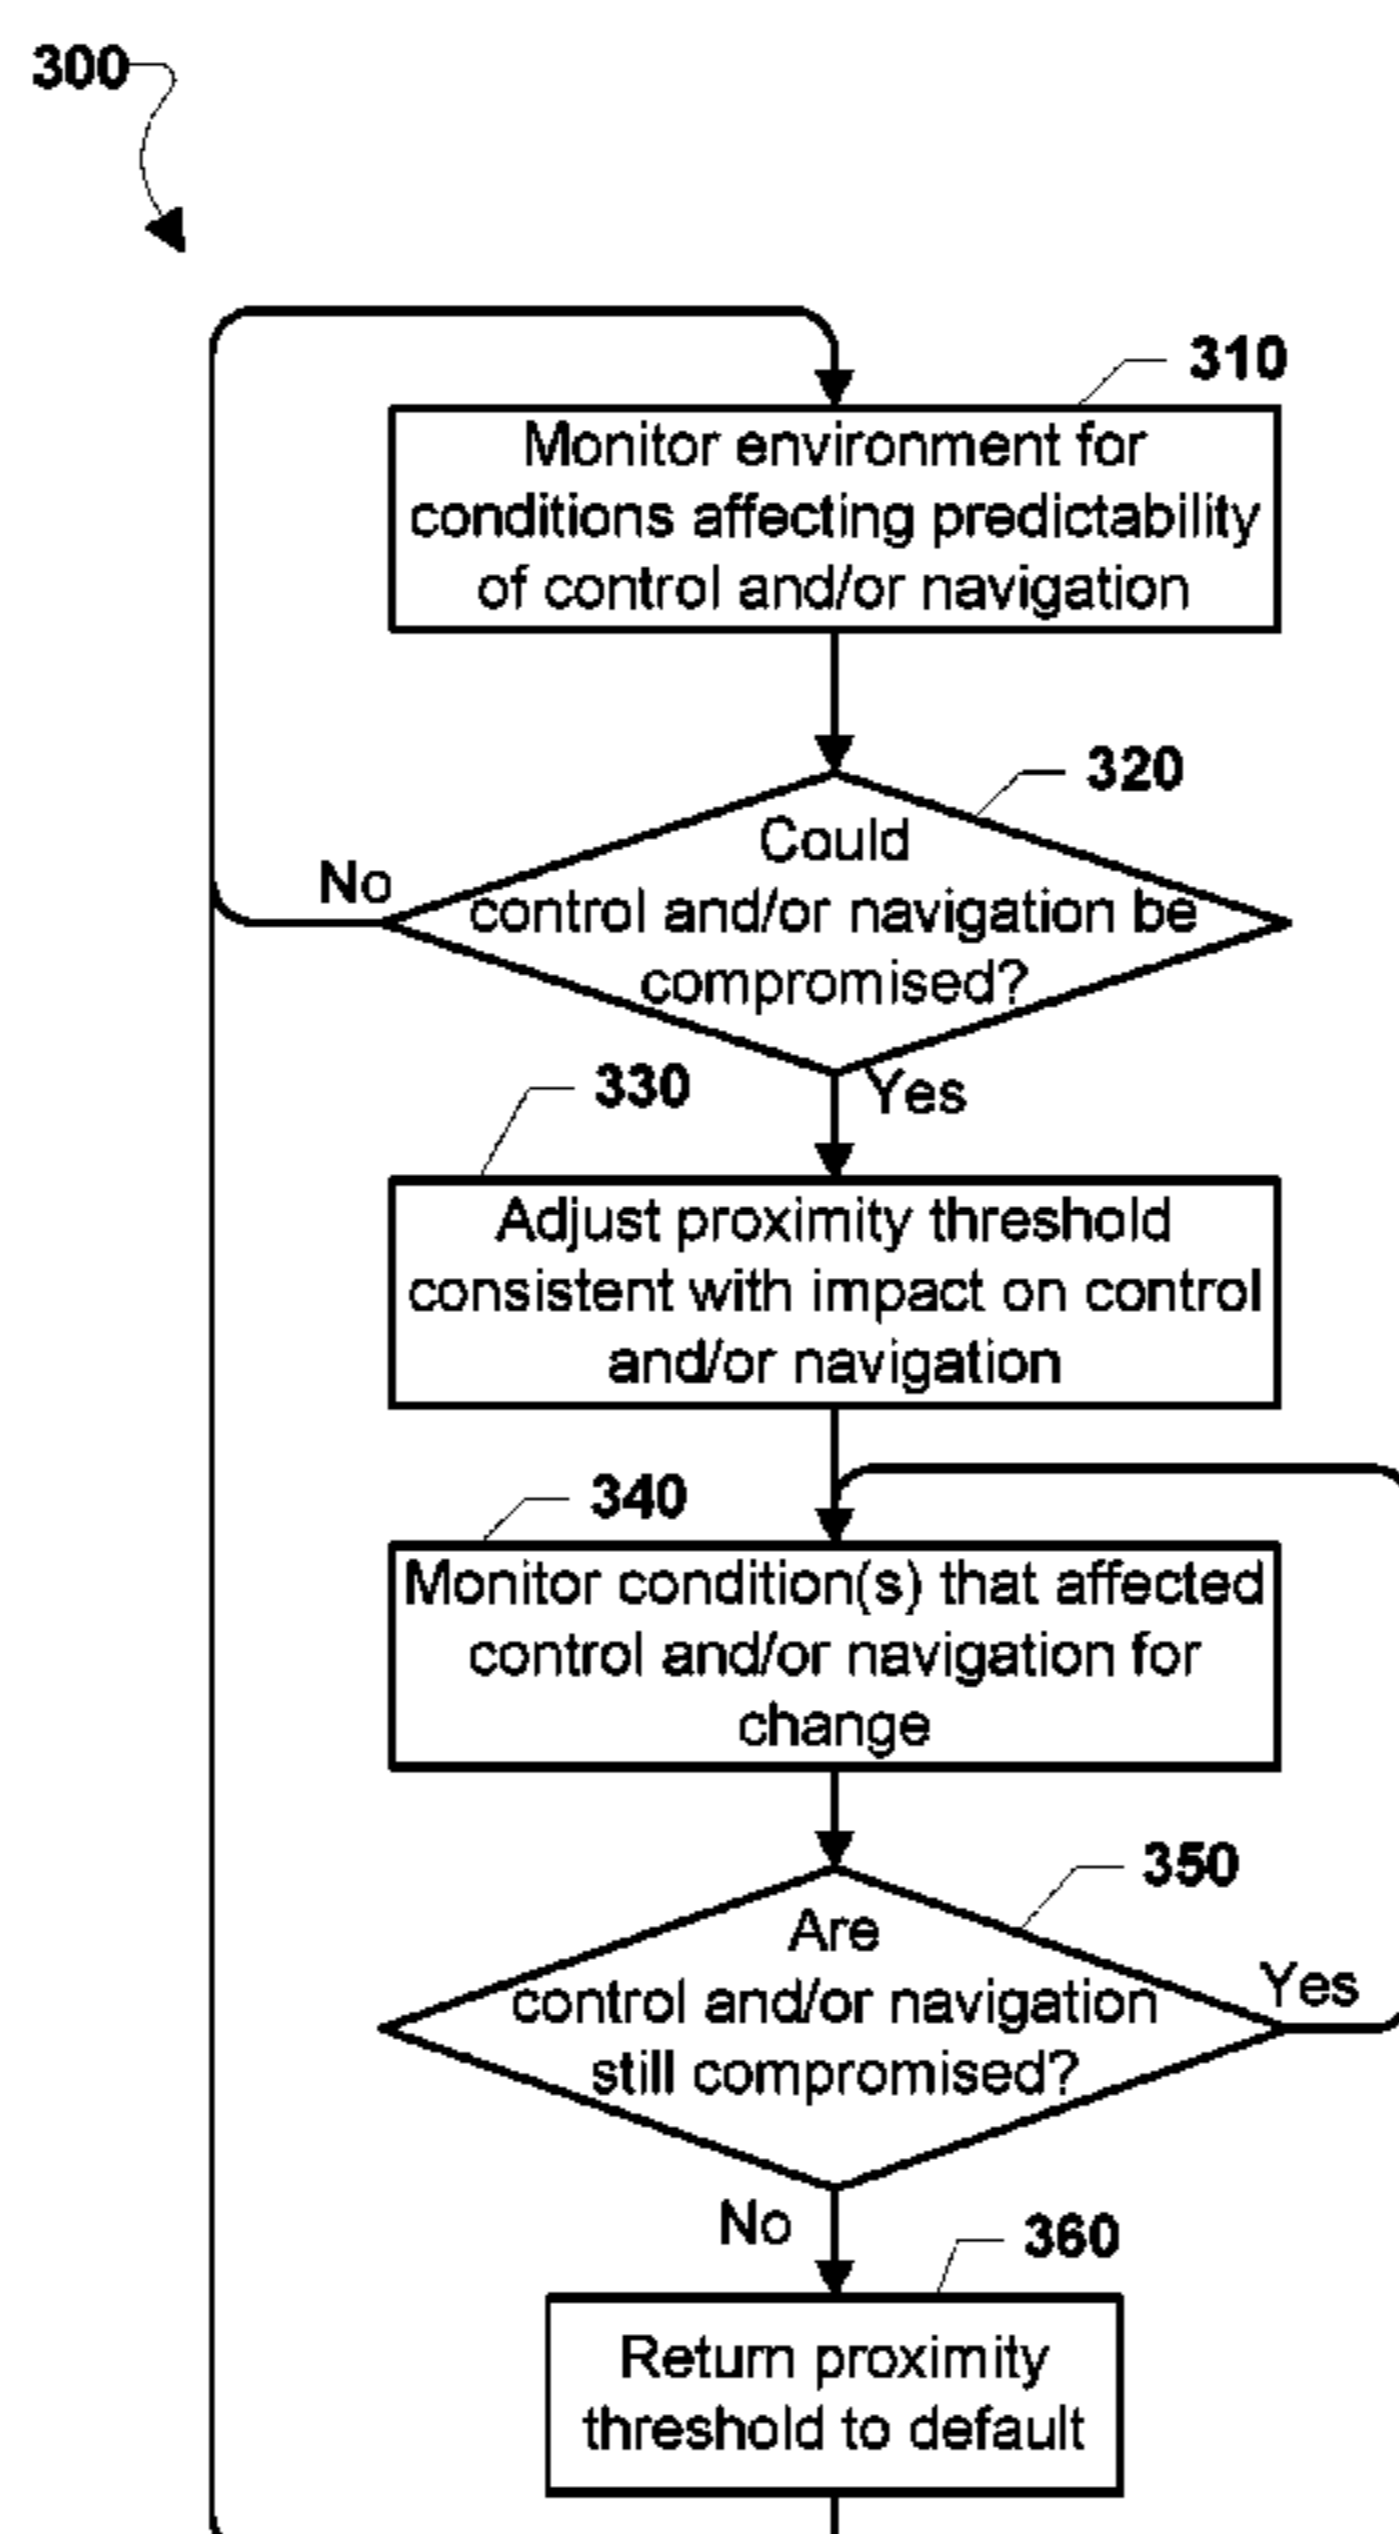 300
310
Monitor environment for
conditions affecting predictability
of control and/or navigation
320
Could
control and/or navigation be
compromised?
No
Yes
330
Adjust proximity threshold
consistent with impact on control
and/or navigation
340
Monitor condition(s) that affected
control and/or navigation for
change
350
Are
control and/or navigation
still compromised?
Yes
No
360
Return proximity
threshold to default